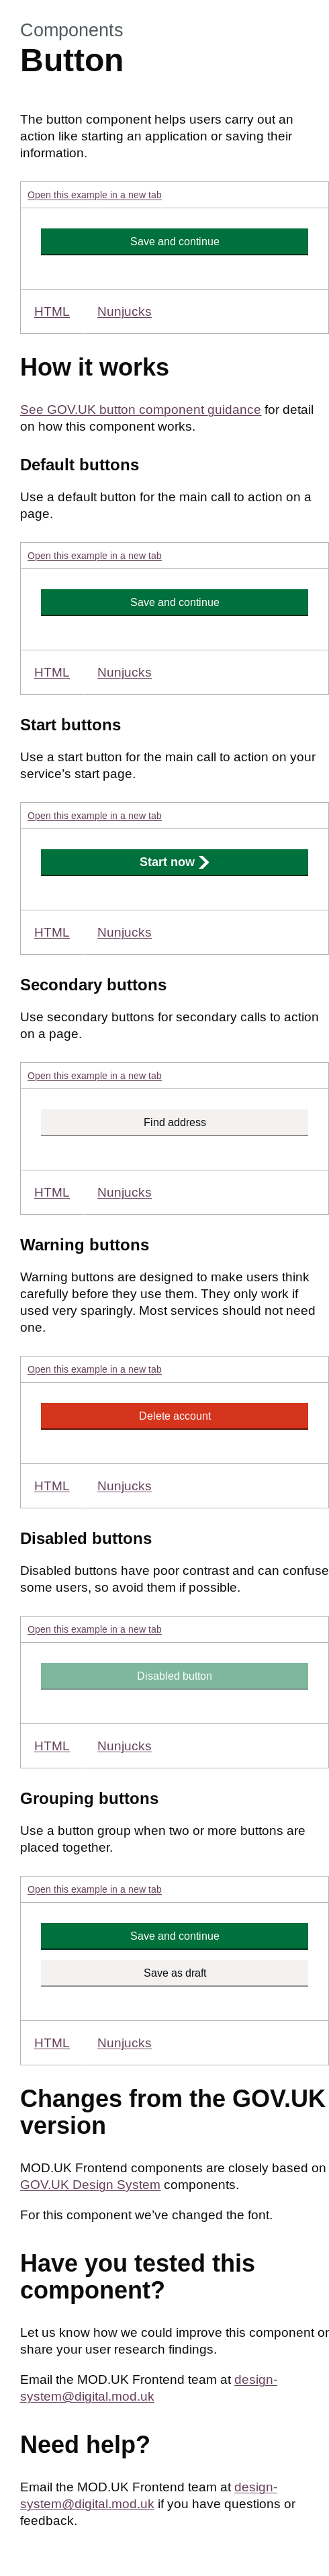 Components
Button
The button component helps users carry out an
action like starting an application or saving their
information.
Open this example in a new tab
Save and continue
HTML Nunjucks
How it works
See GOV.UK button component guidance for detail
on how this component works.
Default buttons
Use a default button for the main call to action on a
page.
Open this example in a new tab
Save and continue
HTML Nunjucks
Start buttons
Use a start button for the main call to action on your
service’s start page.
Open this example in a new tab
Start now
HTML Nunjucks
Secondary buttons
Use secondary buttons for secondary calls to action
on a page.
Open this example in a new tab
Find address
HTML Nunjucks
Warning buttons
Warning buttons are designed to make users think
carefully before they use them. They only work if
used very sparingly. Most services should not need
one.
Open this example in a new tab
Delete account
HTML Nunjucks
Disabled buttons
Disabled buttons have poor contrast and can confuse
some users, so avoid them if possible.
Open this example in a new tab
Disabled button
HTML Nunjucks
Grouping buttons
Use a button group when two or more buttons are
placed together.
Open this example in a new tab
Save and continue
Save as draft
HTML Nunjucks
Changes from the GOV.UK
version
MOD.UK Frontend components are closely based on
GOV.UK Design System components.
For this component we’ve changed the font.
Have you tested this
component?
Let us know how we could improve this component or
share your user research findings.
Email the MOD.UK Frontend team at design-
system@digital.mod.uk
Need help?
Email the MOD.UK Frontend team at design-
system@digital.mod.uk if you have questions or
feedback.